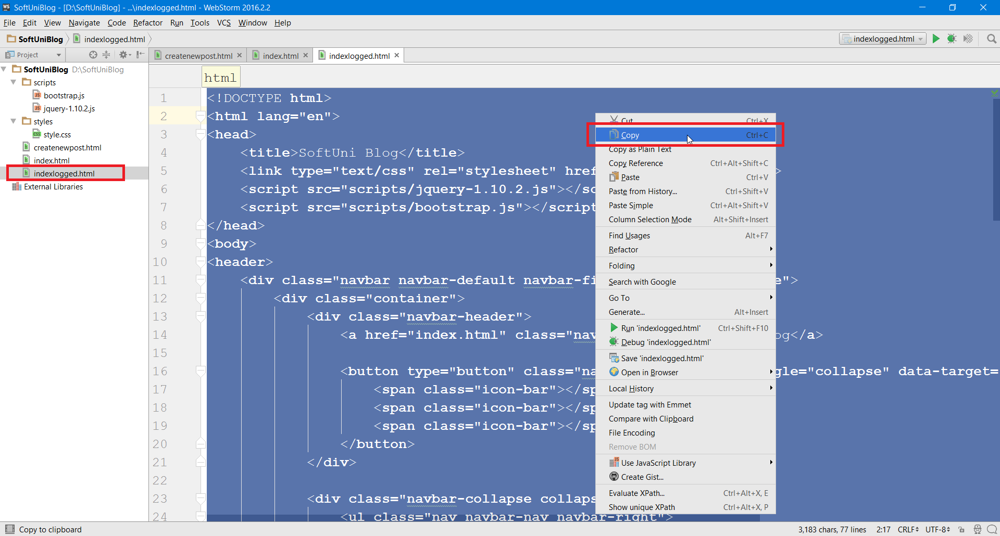 SoftUniBlog - [D:\SoftUniBlog] - ...\indexlogged.html - WebStorm 2016.2.2
File Edit View Navigate Code Refactor Run Tools VCS Window Help
SoftUniBlog indexlogged.html indexlogged.html
Project
createnewpost.html index.html indexlogged.html
SoftUniBlog D:\SoftUniBlog
scripts
bootstrap.js
jquery-1.10.2.js
styles
style.css
createnewpost.html
index.html
indexlogged.html
External Libraries
html
1 <!DOCTYPE html>
2 <html lang="en">
3 <head>
4 <title>SoftUni Blog</title>
5 <link type="text/css" rel="stylesheet" href >
6 <script src="scripts/jquery-1.10.2.js"></sc
7 <script src="scripts/bootstrap.js"></script
8 </head>
9 <body>
10 <header>
11 <div class="navbar navbar-default navbar-fi e">
12 <div class="container">
13 <div class="navbar-header">
14 <a href="index.html" class="nav og</a>
15
16 <button type="button" class="na gle="collapse" data-target=
17 <span class="icon-bar"></sp
18 <span class="icon-bar"></sp
19 <span class="icon-bar"></sp
20 </button>
21 </div>
22
23 <div class="navbar-collapse collaps
24 <ul class="nav navbar-nav navbar-right">
Cut Ctrl+X
Copy Ctrl+C
Copy as Plain Text
Copy Reference Ctrl+Alt+Shift+C
Paste Ctrl+V
Paste from History... Ctrl+Shift+V
Paste Simple Ctrl+Alt+Shift+V
Column Selection Mode Alt+Shift+Insert
Find Usages Alt+F7
Refactor
Folding
Search with Google
Go To
Generate... Alt+Insert
Run 'indexlogged.html' Ctrl+Shift+F10
Debug 'indexlogged.html'
Save 'indexlogged.html'
Open in Browser
Local History
Update tag with Emmet
Compare with Clipboard
File Encoding
Remove BOM
Use JavaScript Library
Create Gist...
Evaluate XPath... Ctrl+Alt+X, E
Show unique XPath Ctrl+Alt+X, P
Copy to clipboard 3,183 chars, 77 lines 2:17 CRLF UTF-8